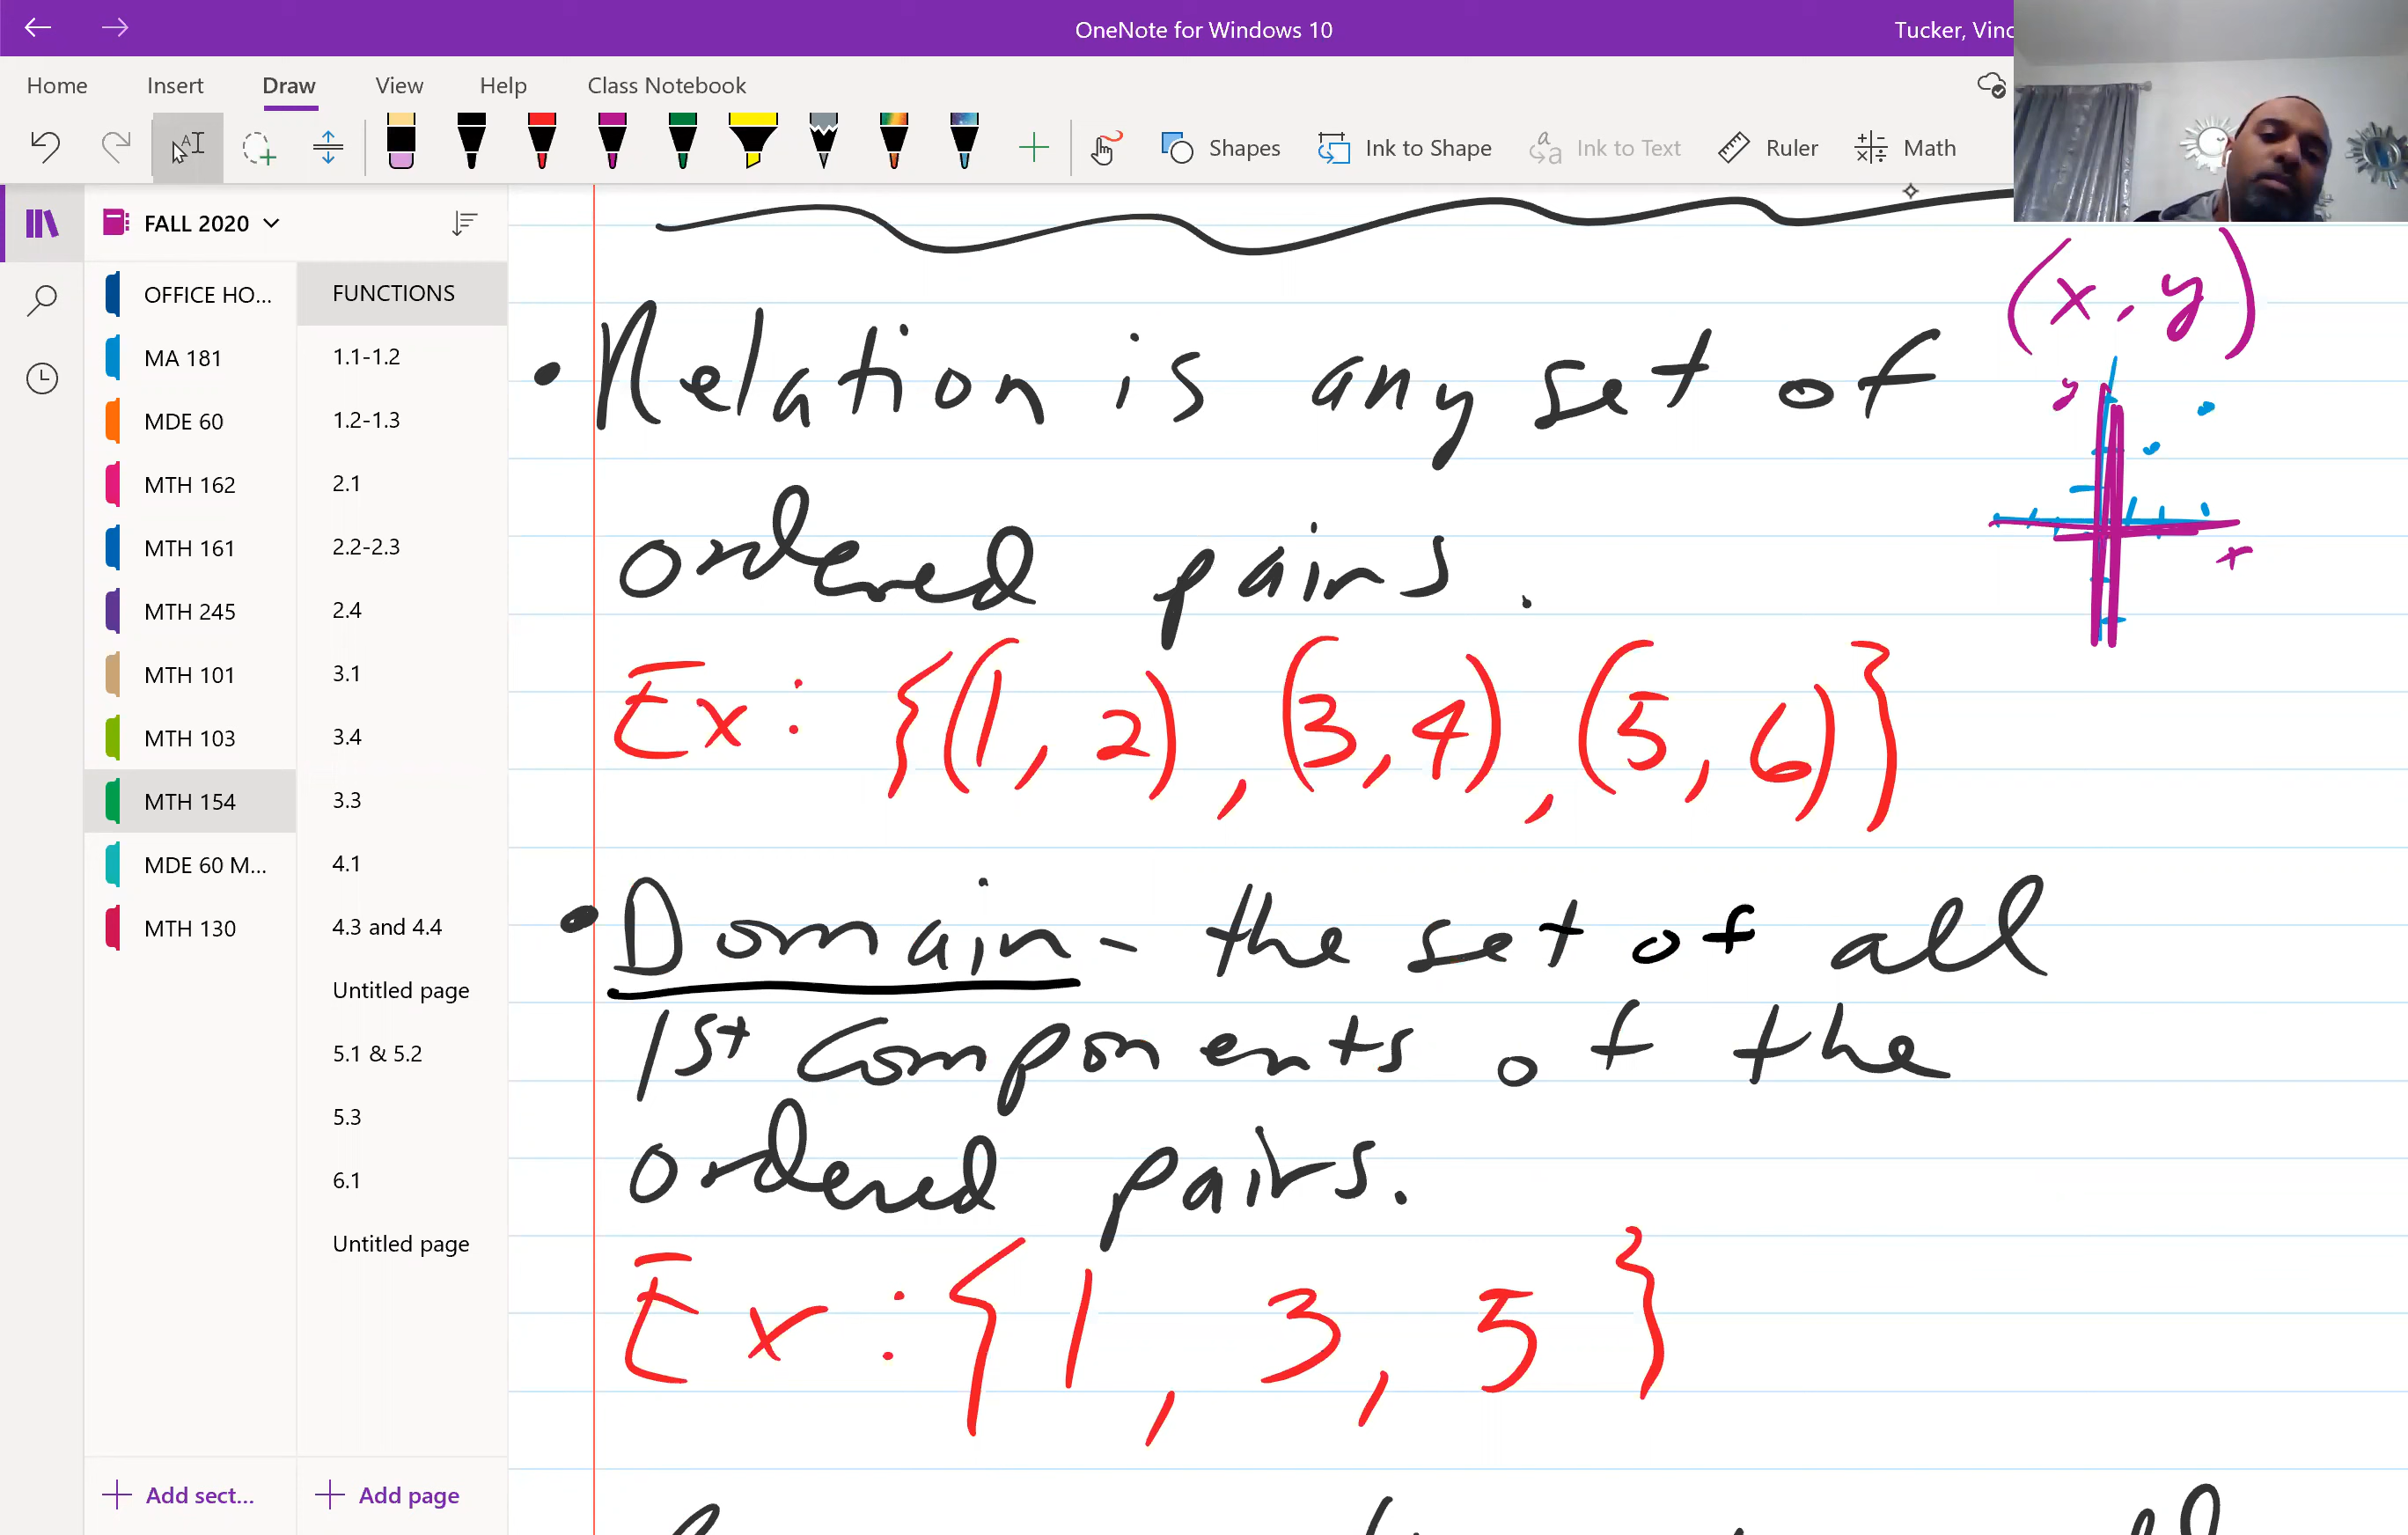 OneNote for Windows 10
Tucker, Vinc
Home Insert Draw View Help Class Notebook
Shapes Ink to Shape Ink to Text Ruler Math
FALL 2020
OFFICE HO...
MA 181
MDE 60
MTH 162
MTH 161
MTH 245
MTH 101
MTH 103
MTH 154
MDE 60 M...
MTH 130
Add sect...
FUNCTIONS
1.1-1.2
1.2-1.3
2.1
2.2-2.3
2.4
3.1
3.4
3.3
4.1
4.3 and 4.4
Untitled page
5.1 & 5.2
5.3
6.1
Untitled page
Add page
(x, y)
y
x
• Relation is any set of
ordered pairs.
Ex: {(1, 2), (3, 4), (5, 6)}
• Domain - the set of all
1st components of the
ordered pairs.
Ex: {1, 3, 5}